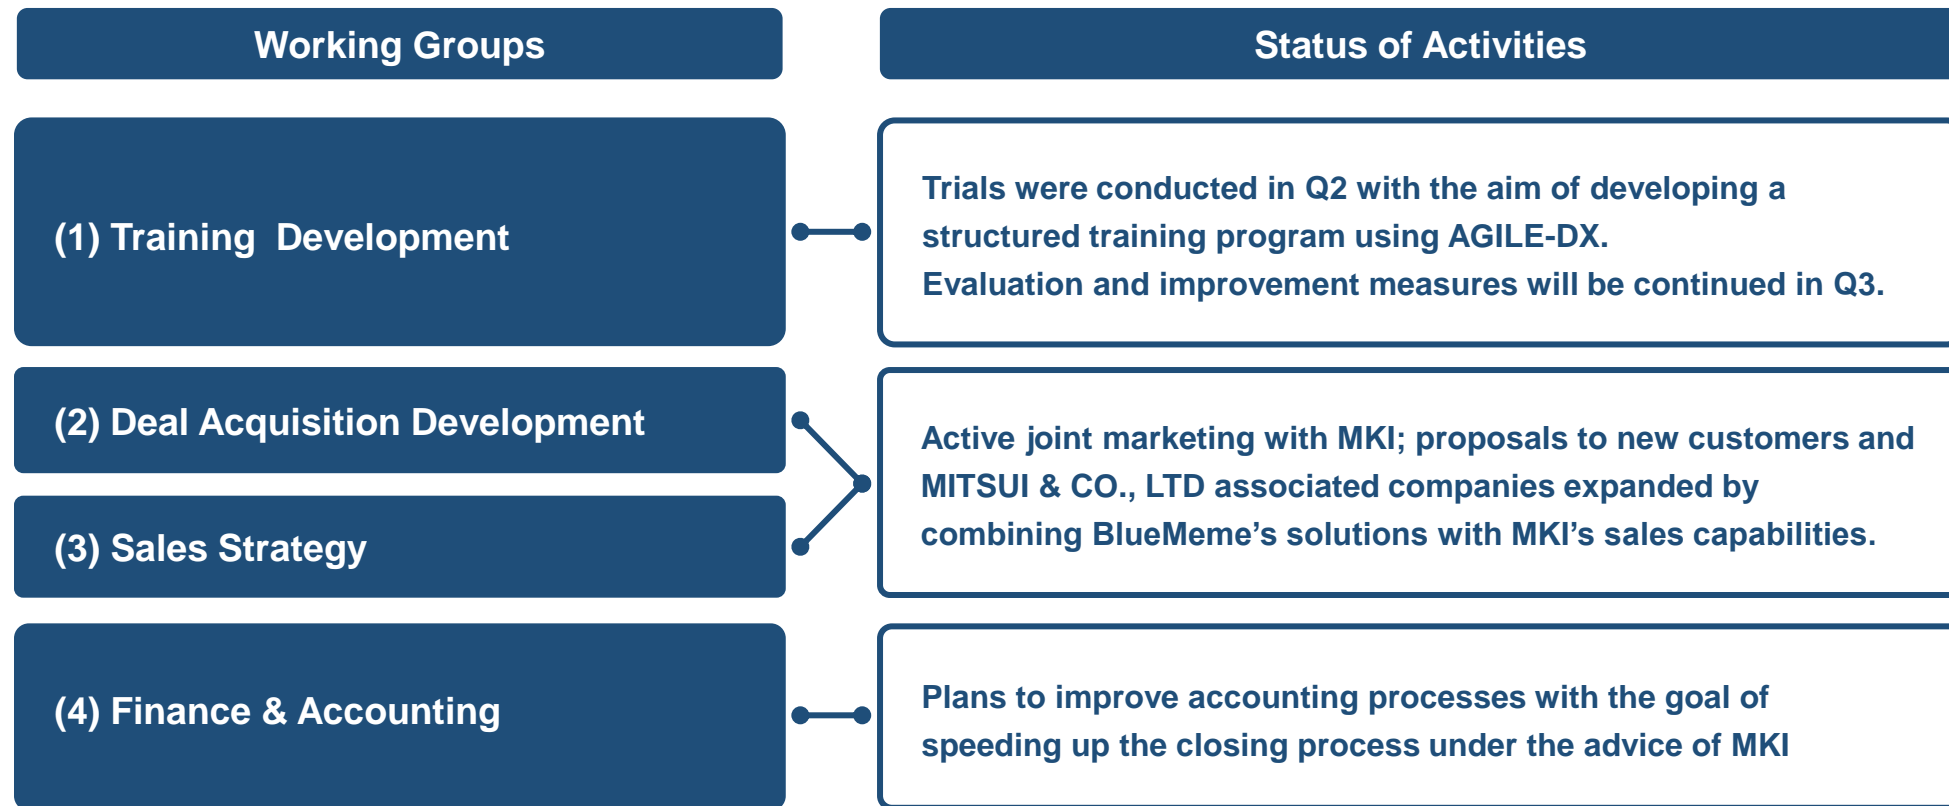 Working Groups
Status of Activities
(1) Training  Development
Trials were conducted in Q2 with the aim of developing a
structured training program using AGILE-DX.
Evaluation and improvement measures will be continued in Q3.
(2) Deal Acquisition Development
(3) Sales Strategy
Active joint marketing with MKI; proposals to new customers and
MITSUI & CO., LTD associated companies expanded by
combining BlueMeme’s solutions with MKI’s sales capabilities.
(4) Finance & Accounting
Plans to improve accounting processes with the goal of
speeding up the closing process under the advice of MKI